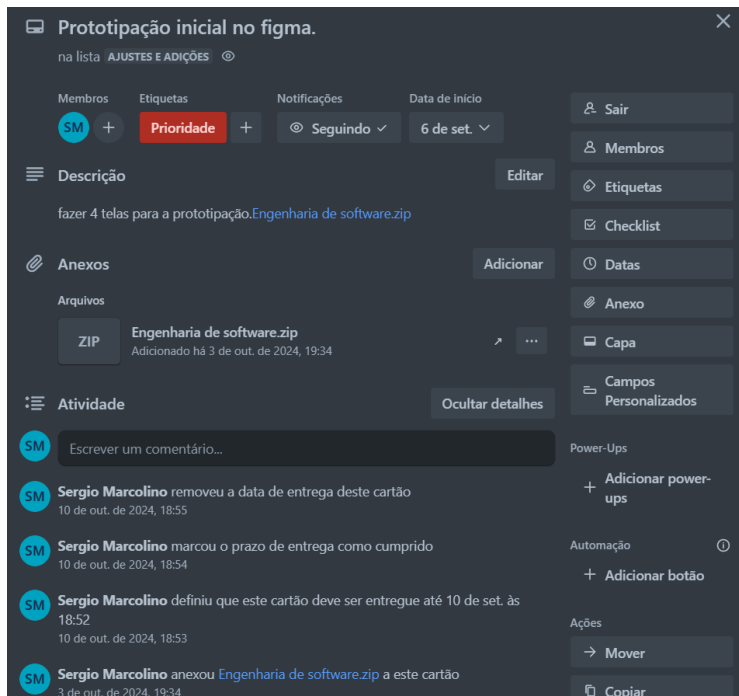 Prototipação inicial no figma.
na lista AJUSTES E ADIÇÕES
Membros
Etiquetas
Notificações
Data de início
SM
+
Prioridade
+
Seguindo
6 de set.
Descrição
Editar
fazer 4 telas para a prototipação.Engenharia de software.zip
Anexos
Adicionar
Arquivos
ZIP
Engenharia de software.zip
Adicionado há 3 de out. de 2024, 19:34
Atividade
Ocultar detalhes
SM
Escrever um comentário...
SM
Sergio Marcolino removeu a data de entrega deste cartão
10 de out. de 2024, 18:55
SM
Sergio Marcolino marcou o prazo de entrega como cumprido
10 de out. de 2024, 18:54
SM
Sergio Marcolino definiu que este cartão deve ser entregue até 10 de set. às
18:52
10 de out. de 2024, 18:53
SM
Sergio Marcolino anexou Engenharia de software.zip a este cartão
3 de out. de 2024, 19:34
Sair
Membros
Etiquetas
Checklist
Datas
Anexo
Capa
Campos
Personalizados
Power-Ups
+ Adicionar power-
ups
Automação
+ Adicionar botão
Ações
→ Mover
Copiar